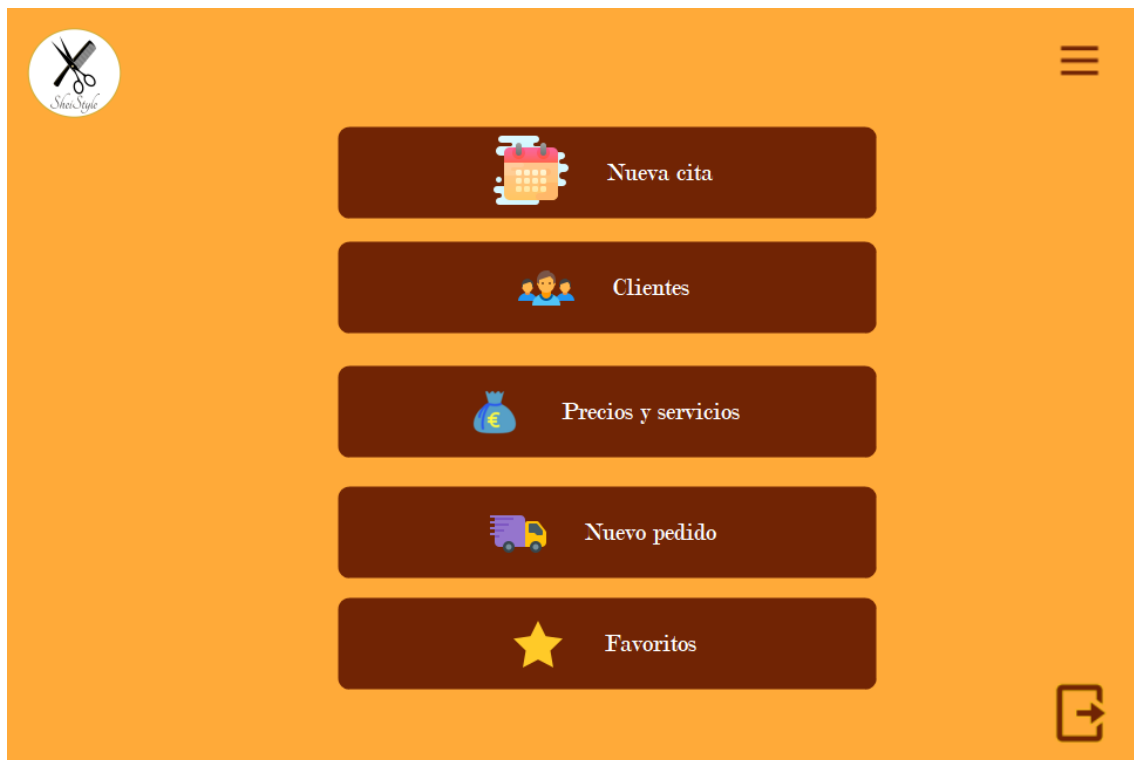 SheiStyle
Nueva cita
Clientes
€
Precios y servicios
Nuevo pedido
Favoritos